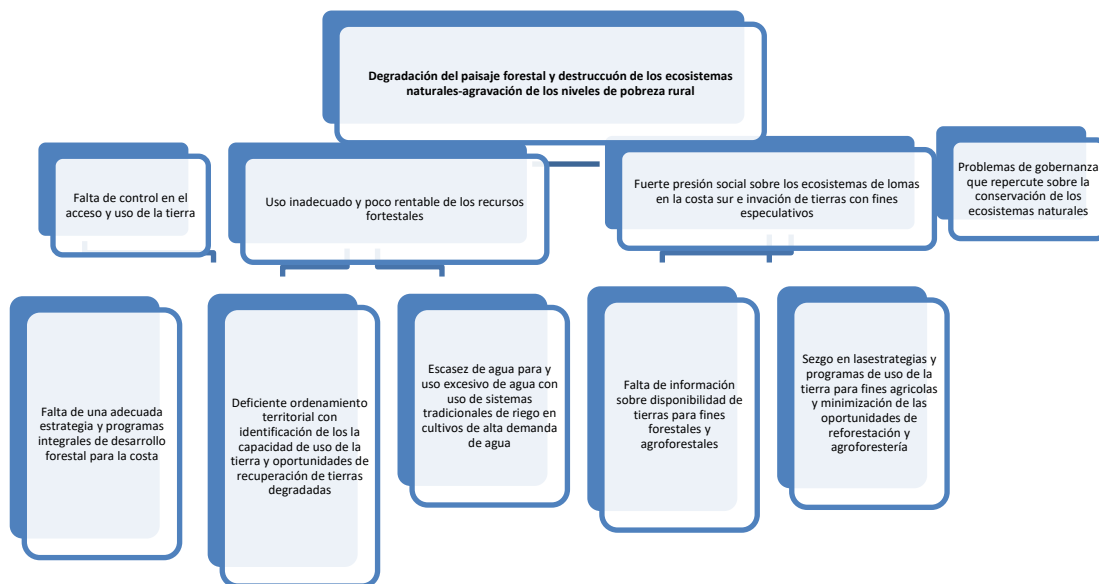 Degradación del paisaje forestal y destruccuón de los ecosistemas
naturales-agravación de los niveles de pobreza rural
Falta de control en el
acceso y uso de la tierra
Uso inadecuado y poco rentable de los recursos
fortestales
Fuerte presión social sobre los ecosistemas de lomas
en la costa sur e invación de tierras con fines
especulativos
Problemas de gobernanza
que repercute sobre la
conservación de los
ecosistemas naturales
Falta de una adecuada
estrategia y programas
integrales de desarrollo
forestal para la costa
Deficiente ordenamiento
territorial con
identificación de los la
capacidad de uso de la
tierra y oportunidades de
recuperación de tierras
degradadas
Escasez de agua para y
uso excesivo de agua con
uso de sistemas
tradicionales de riego en
cultivos de alta demanda
de agua
Falta de información
sobre disponibilidad de
tierras para fines
forestales y
agroforestales
Sezgo en lasestrategias y
programas de uso de la
tierra para fines agricolas
y minimización de las
oportunidades de
reforestación y
agroforestería